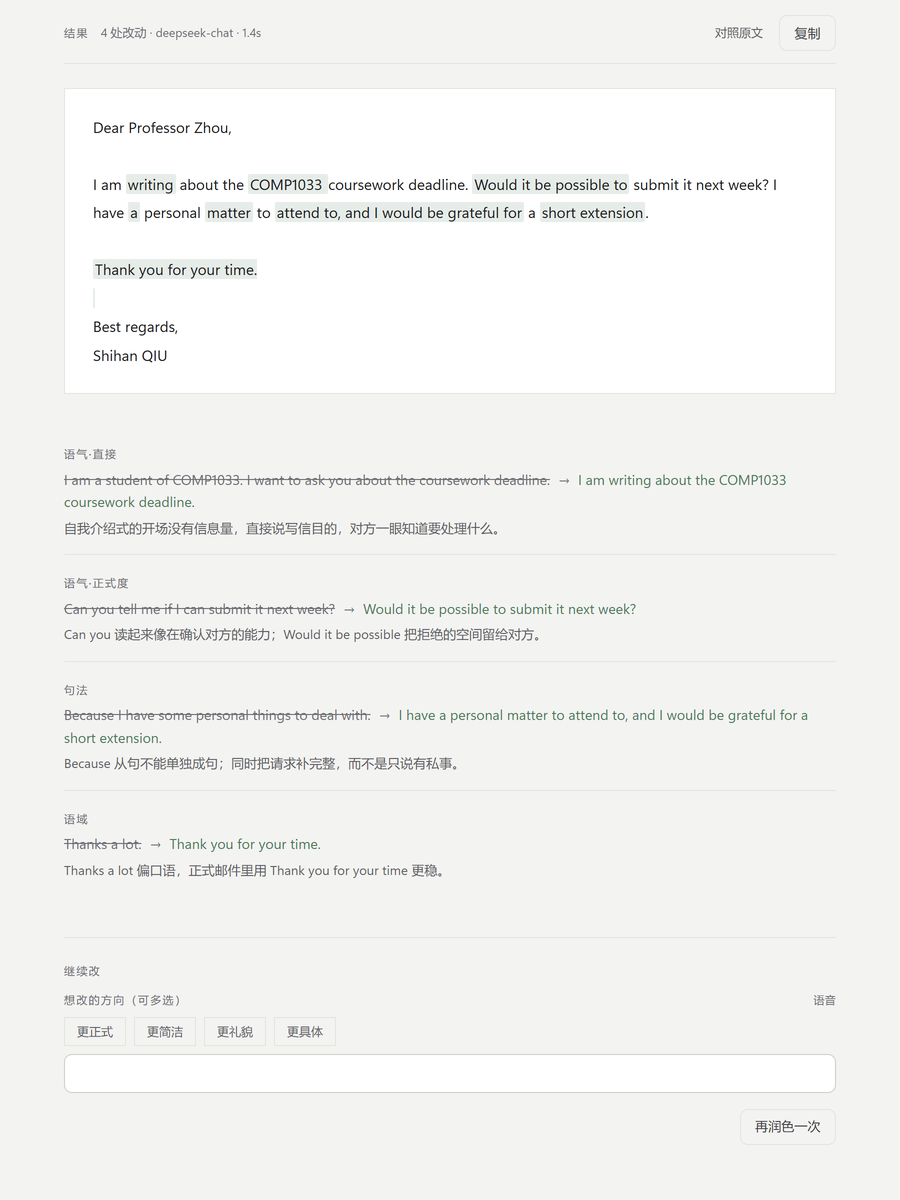 结果 4 处改动 · deepseek-chat · 1.4s 对照原文 复制
Dear Professor Zhou,
I am writing about the COMP1033 coursework deadline. Would it be possible to submit it next week? I
have a personal matter to attend to, and I would be grateful for a short extension.
Thank you for your time.
Best regards,
Shihan QIU
语气·直接
I am a student of COMP1033. I want to ask you about the coursework deadline. → I am writing about the COMP1033
coursework deadline.
自我介绍式的开场没有信息量，直接说写信目的，对方一眼知道要处理什么。
语气·正式度
Can you tell me if I can submit it next week? → Would it be possible to submit it next week?
Can you 读起来像在确认对方的能力；Would it be possible 把拒绝的空间留给对方。
句法
Because I have some personal things to deal with. → I have a personal matter to attend to, and I would be grateful for a
short extension.
Because 从句不能单独成句；同时把请求补完整，而不是只说有私事。
语域
Thanks a lot. → Thank you for your time.
Thanks a lot 偏口语，正式邮件里用 Thank you for your time 更稳。
继续改
想改的方向（可多选） 语音
更正式 更简洁 更礼貌 更具体
再润色一次